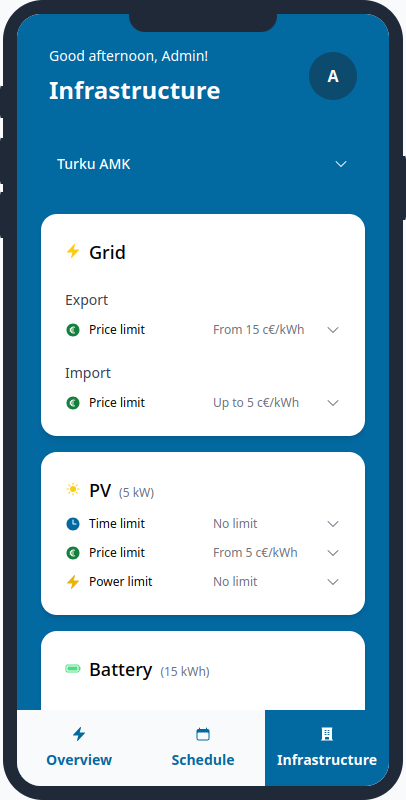 Good afternoon, Admin!
Infrastructure
A
Turku AMK
Grid
Export
Price limit From 15 c€/kWh
Import
Price limit Up to 5 c€/kWh
PV (5 kW)
Time limit No limit
Price limit From 5 c€/kWh
Power limit No limit
Battery (15 kWh)
Overview Schedule Infrastructure